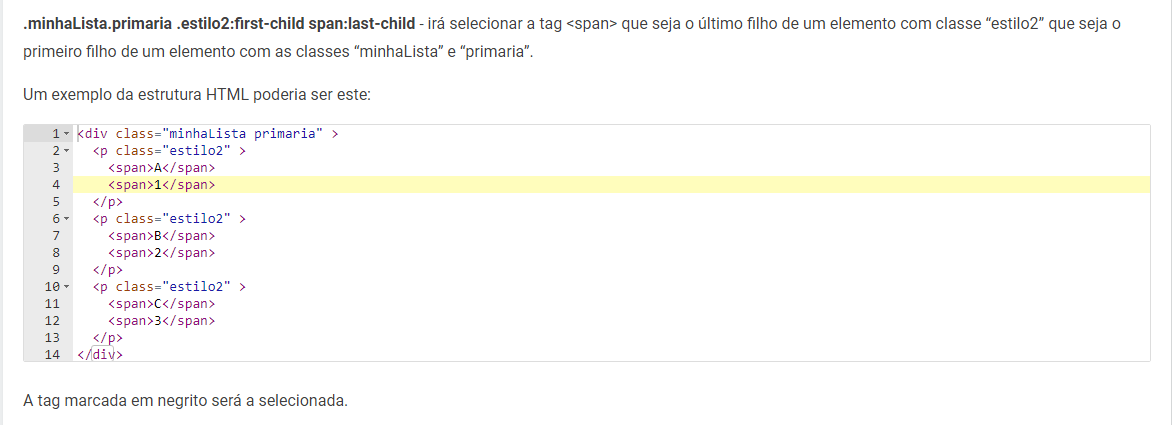 .minhaLista.primaria .estilo2:first-child span:last-child - irá selecionar a tag <span> que seja o último filho de um elemento com classe “estilo2” que seja o
primeiro filho de um elemento com as classes “minhaLista” e “primaria”.
Um exemplo da estrutura HTML poderia ser este:
1 <div class="minhaLista primaria" >
2 <p class="estilo2" >
3 <span>A</span>
4 <span>1</span>
5 </p>
6 <p class="estilo2" >
7 <span>B</span>
8 <span>2</span>
9 </p>
10 <p class="estilo2" >
11 <span>C</span>
12 <span>3</span>
13 </p>
14 </div>
A tag marcada em negrito será a selecionada.